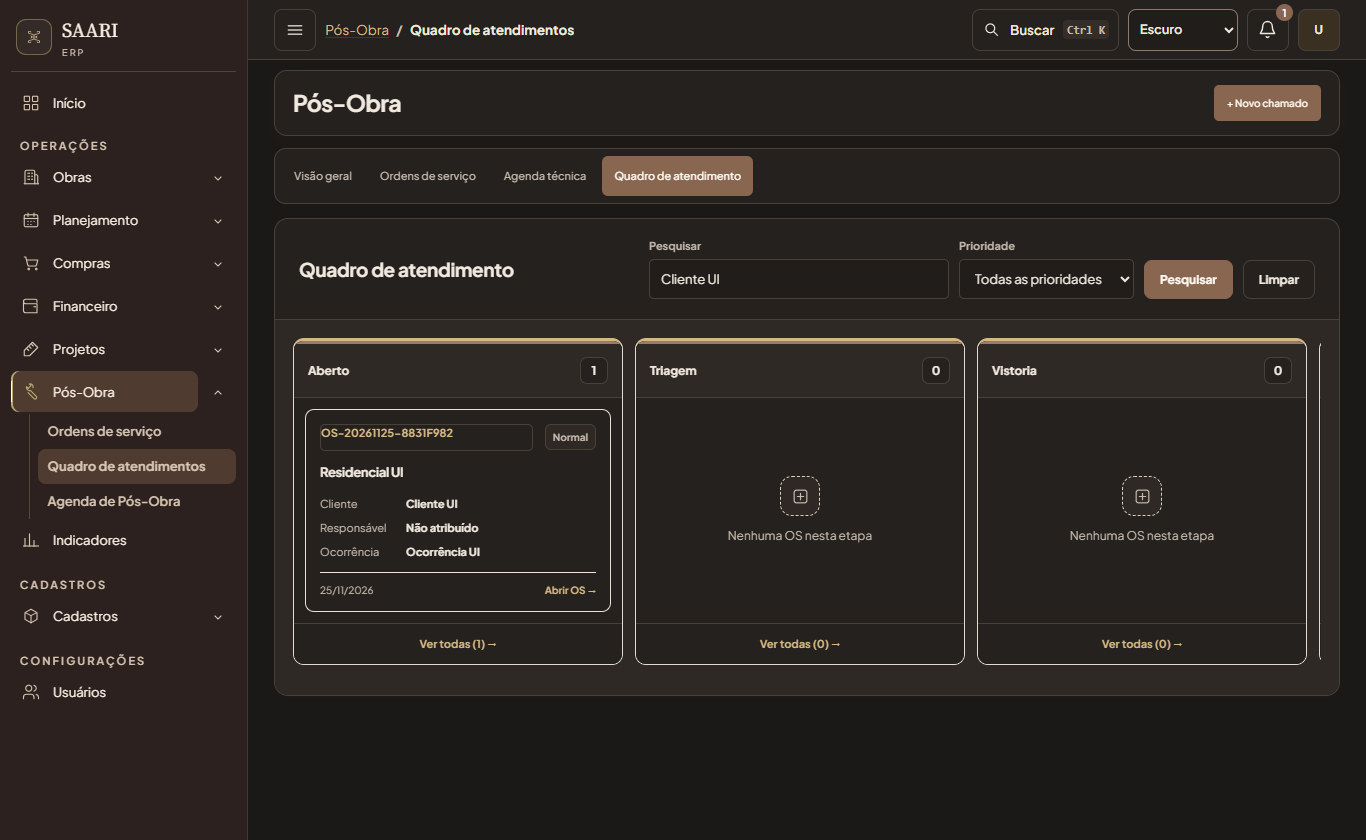 SAARI
ERP
Início
OPERAÇÕES
Obras
Planejamento
Compras
Financeiro
Projetos
Pós-Obra
Ordens de serviço
Quadro de atendimentos
Agenda de Pós-Obra
Indicadores
CADASTROS
Cadastros
CONFIGURAÇÕES
Usuários
Pós-Obra / Quadro de atendimentos
Buscar Ctrl K
Escuro
1
U
Pós-Obra
+ Novo chamado
Visão geral
Ordens de serviço
Agenda técnica
Quadro de atendimento
Quadro de atendimento
Pesquisar
Cliente UI
Prioridade
Todas as prioridades
Pesquisar
Limpar
Aberto 1
OS-20261125-8831F982 Normal
Residencial UI
Cliente Cliente UI
Responsável Não atribuído
Ocorrência Ocorrência UI
25/11/2026 Abrir OS →
Ver todas (1) →
Triagem 0
Nenhuma OS nesta etapa
Ver todas (0) →
Vistoria 0
Nenhuma OS nesta etapa
Ver todas (0) →